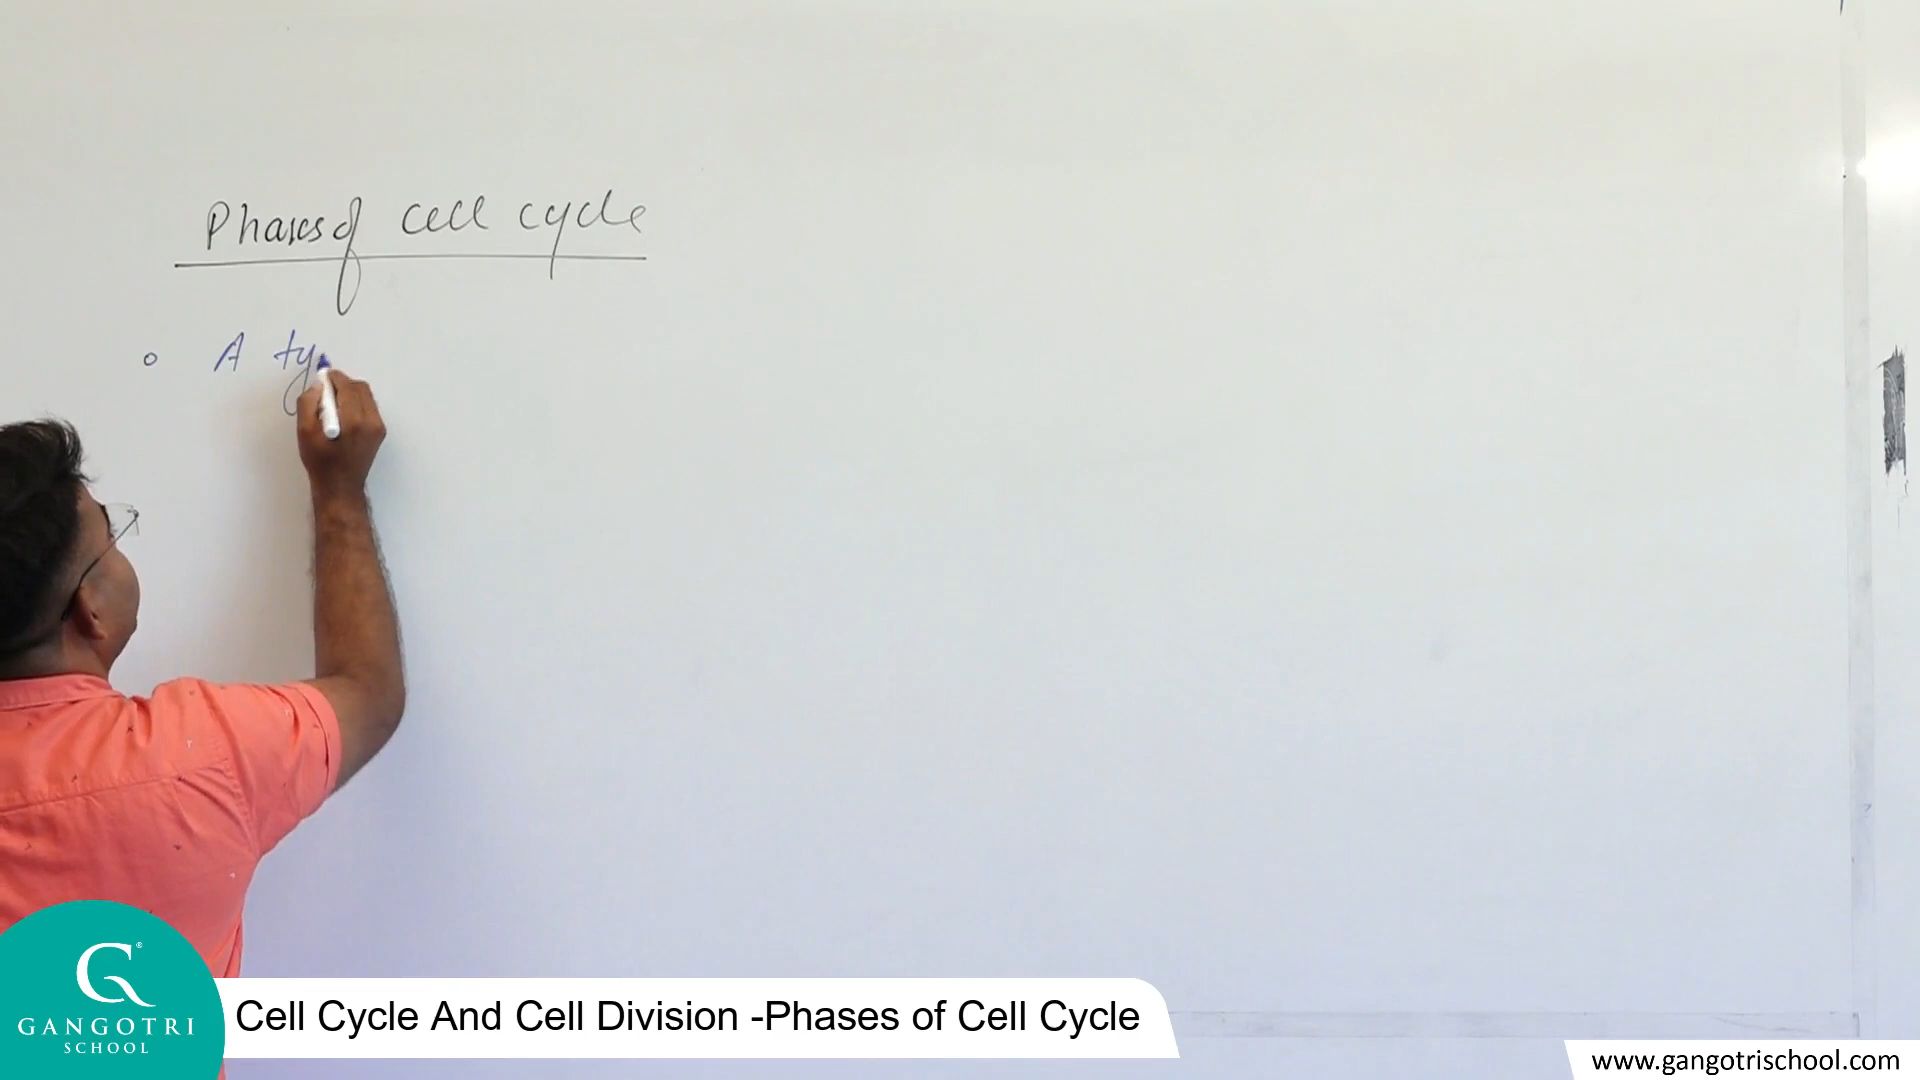 Phases of cell cycle
A ty
G
GANGOTRI
SCHOOL
Cell Cycle And Cell Division -Phases of Cell Cycle
www.gangotrischool.com